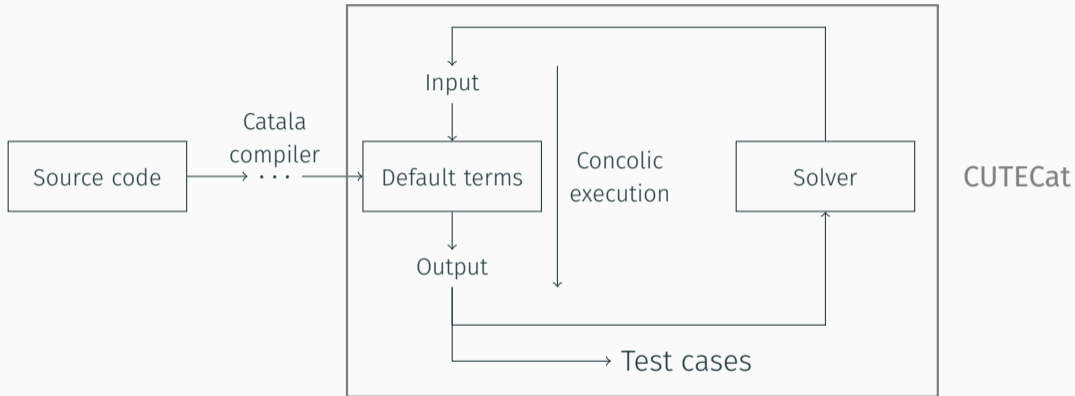 Input
Catala
compiler
Source code
· · ·
Default terms
Concolic
execution
Solver
CUTECat
Output
Test cases